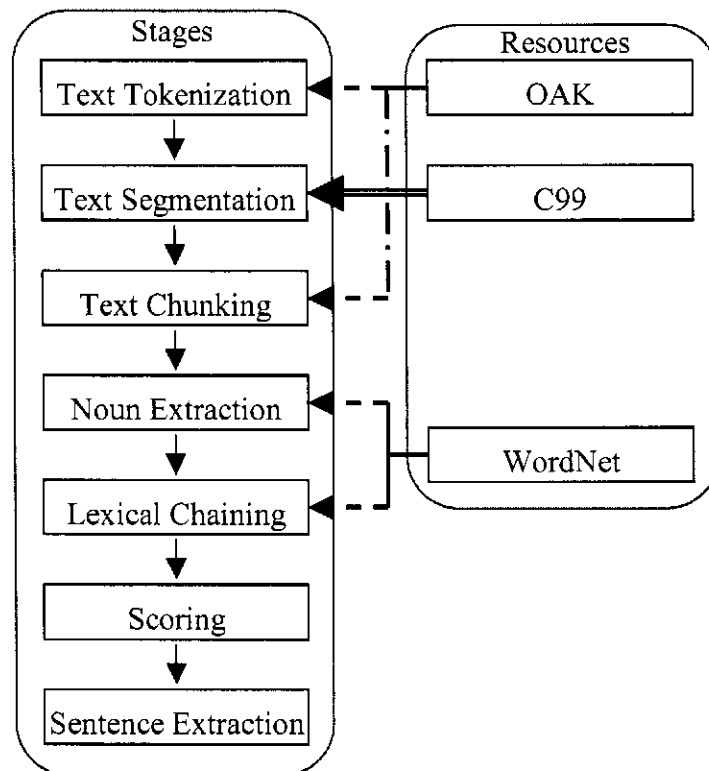 Stages
Resources
Text Tokenization
OAK
Text Segmentation
C99
Text Chunking
Noun Extraction
WordNet
Lexical Chaining
Scoring
Sentence Extraction